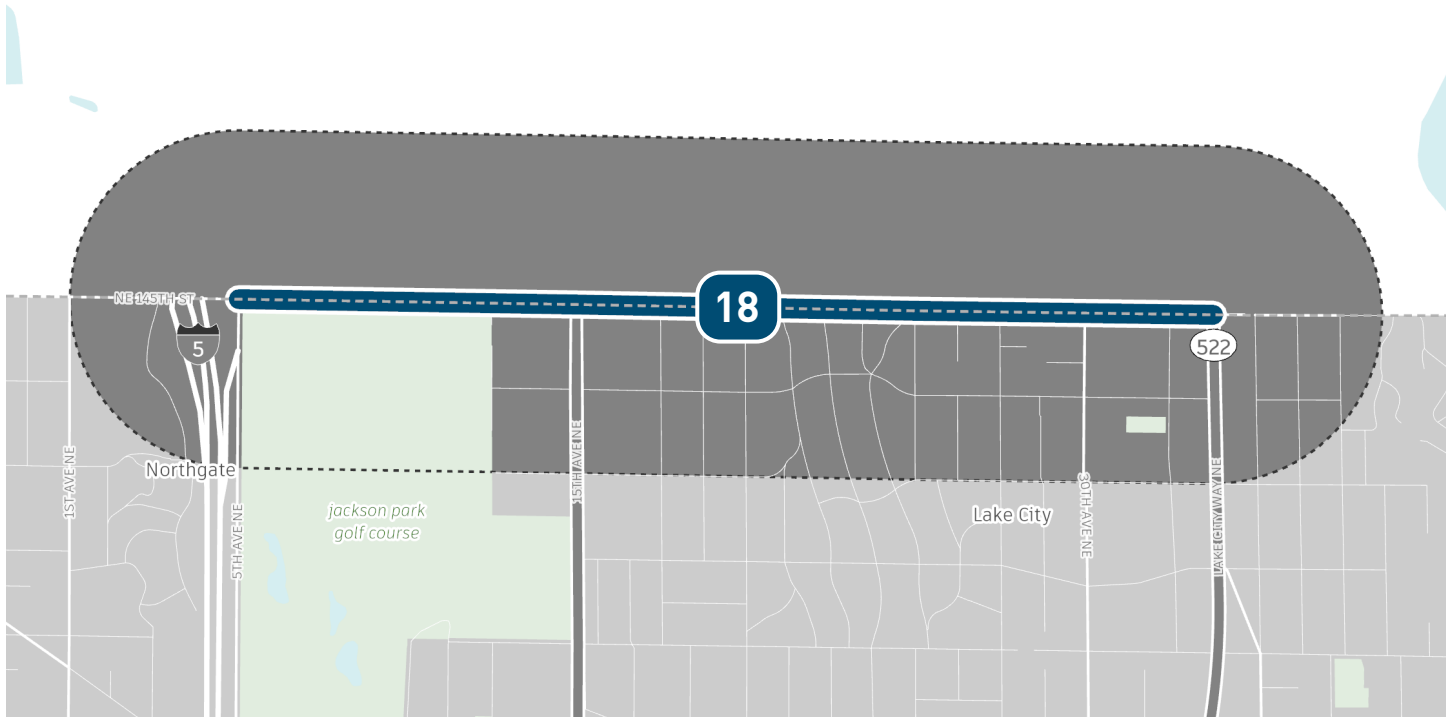 NE 145TH ST
18
5
522
Northgate
1ST AVE NE
5TH AVE NE
jackson park
golf course
15TH AVE NE
Lake City
30TH AVE NE
LAKE CITY WAY NE